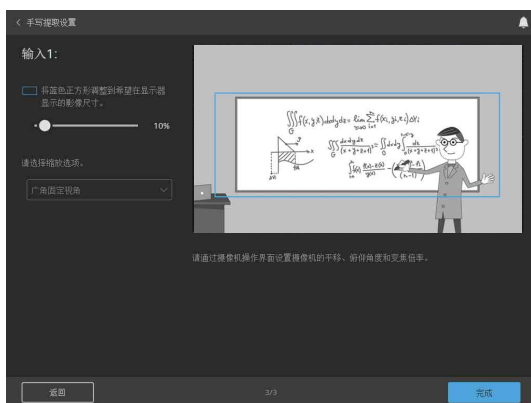 手写提取设置
输入1:
将蓝色正方形调整到希望在显示器
显示的影像尺寸。
10%
请选择缩放选项。
广角固定视角
请通过摄像机操作界面设置摄像机的平移、俯仰角度和变焦倍率。
返回
3/3
完成